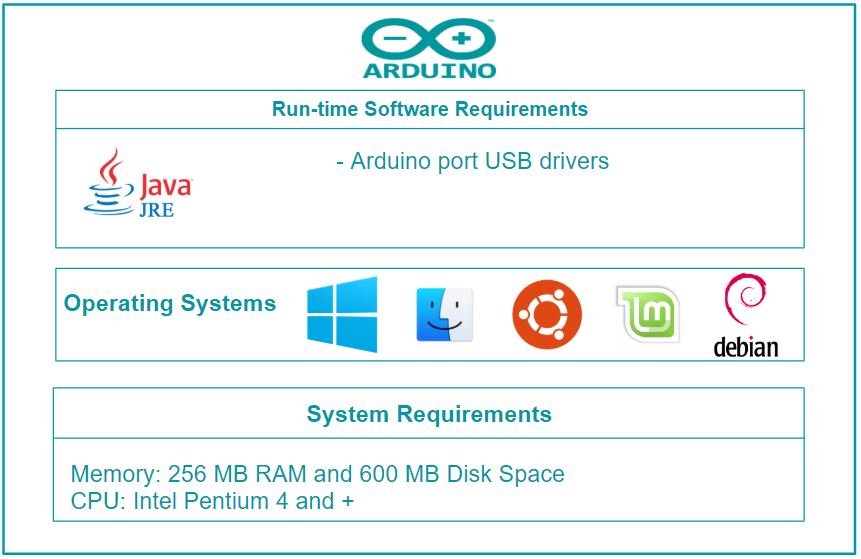 ARDUINO
Run-time Software Requirements
- Arduino port USB drivers
Java
JRE
Operating Systems
debian
System Requirements
Memory: 256 MB RAM and 600 MB Disk Space
CPU: Intel Pentium 4 and +